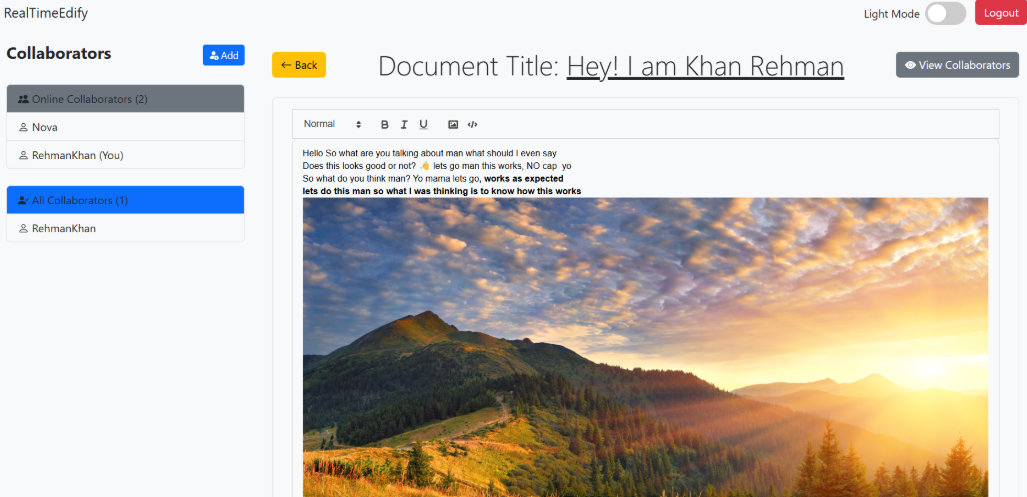 RealTimeEdify
Light Mode
Logout
Collaborators
Add
Online Collaborators (2)
Nova
RehmanKhan (You)
All Collaborators (1)
RehmanKhan
← Back
Document Title: Hey! I am Khan Rehman
View Collaborators
Normal B I U </>
Hello So what are you talking about man what should I even say
Does this looks good or not? 🤙 lets go man this works, NO cap yo
So what do you think man? Yo mama lets go, works as expected
lets do this man so what I was thinking is to know how this works